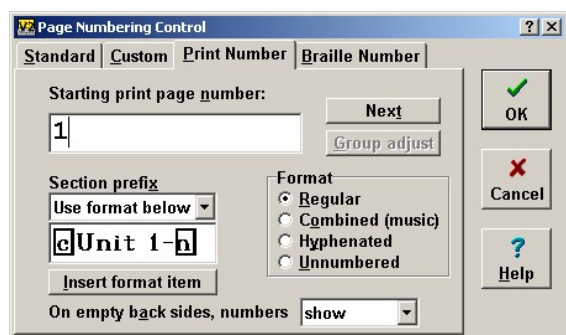 Page Numbering Control
Standard Custom Print Number Braille Number
Starting print page number:
1
Next
Group adjust
OK
Section prefix
Use format below
cUnit 1-n
Insert format item
Format
Regular
Combined (music)
Hyphenated
Unnumbered
Cancel
Help
On empty back sides, numbers show